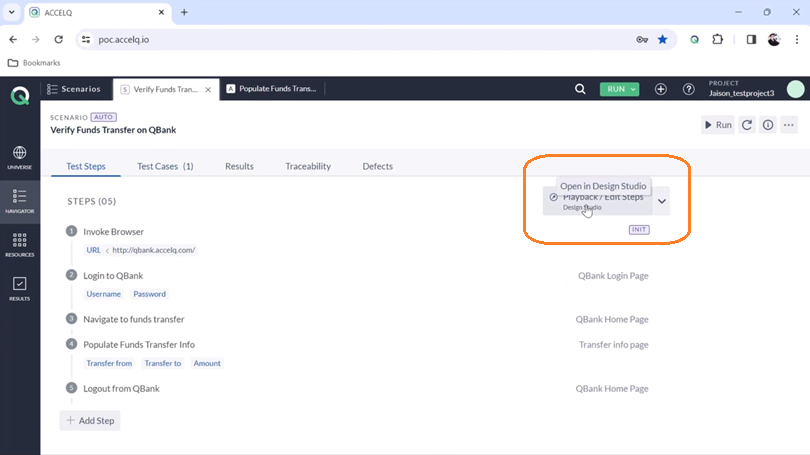 ACCELQ
poc.accelq.io
Bookmarks
Scenarios
S Verify Funds Tran...
A Populate Funds Trans...
RUN
PROJECT
Jaison_testproject3
UNIVERSE
NAVIGATOR
RESOURCES
RESULTS
SCENARIO AUTO
Verify Funds Transfer on QBank
Run
Test Steps
Test Cases (1)
Results
Traceability
Defects
STEPS (05)
Open in Design Studio
Playback / Edit Steps
Design Studio
INIT
1 Invoke Browser
URL < http://qbank.accelq.com/
2 Login to QBank
QBank Login Page
Username Password
3 Navigate to funds transfer
QBank Home Page
4 Populate Funds Transfer Info
Transfer info page
Transfer from Transfer to Amount
5 Logout from QBank
QBank Home Page
+ Add Step